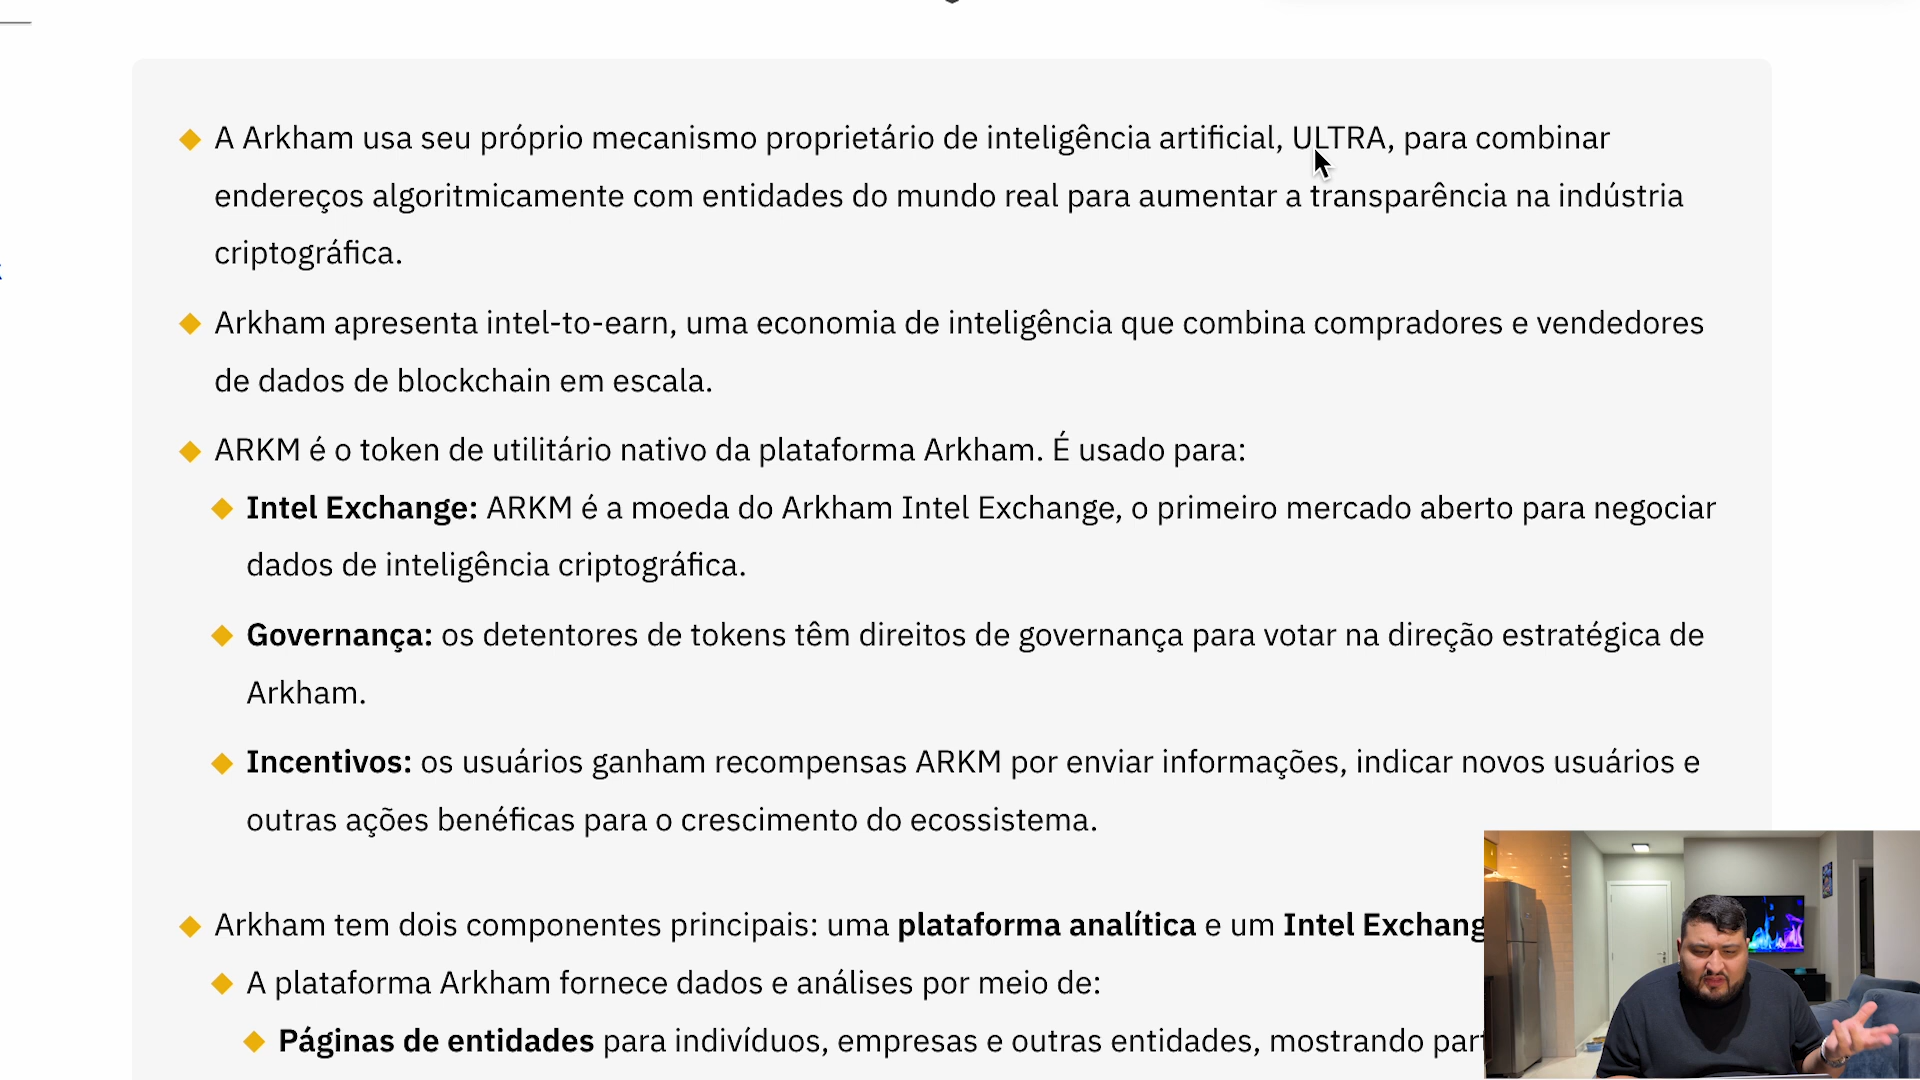 A Arkham usa seu próprio mecanismo proprietário de inteligência artificial, ULTRA, para combinar
endereços algoritmicamente com entidades do mundo real para aumentar a transparência na indústria
criptográfica.
Arkham apresenta intel-to-earn, uma economia de inteligência que combina compradores e vendedores
de dados de blockchain em escala.
ARKM é o token de utilitário nativo da plataforma Arkham. É usado para:
Intel Exchange: ARKM é a moeda do Arkham Intel Exchange, o primeiro mercado aberto para negociar
dados de inteligência criptográfica.
Governança: os detentores de tokens têm direitos de governança para votar na direção estratégica de
Arkham.
Incentivos: os usuários ganham recompensas ARKM por enviar informações, indicar novos usuários e
outras ações benéficas para o crescimento do ecossistema.
Arkham tem dois componentes principais: uma plataforma analítica e um Intel
A plataforma Arkham fornece dados e análises por meio de:
Páginas de entidades para indivíduos, empresas e outras entidades, mostrando